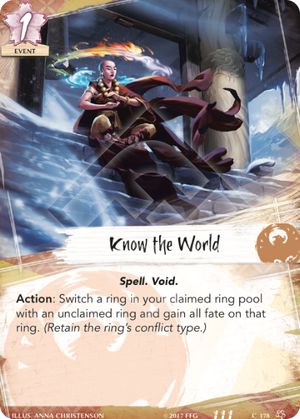 1
EVENT
Know the World
Spell. Void.
Action: Switch a ring in your claimed ring pool
with an unclaimed ring and gain all fate on that
ring. (Retain the ring's conflict type.)
ILLUS: ANNA CHRISTENSON ©2017 FFG 111 C 178